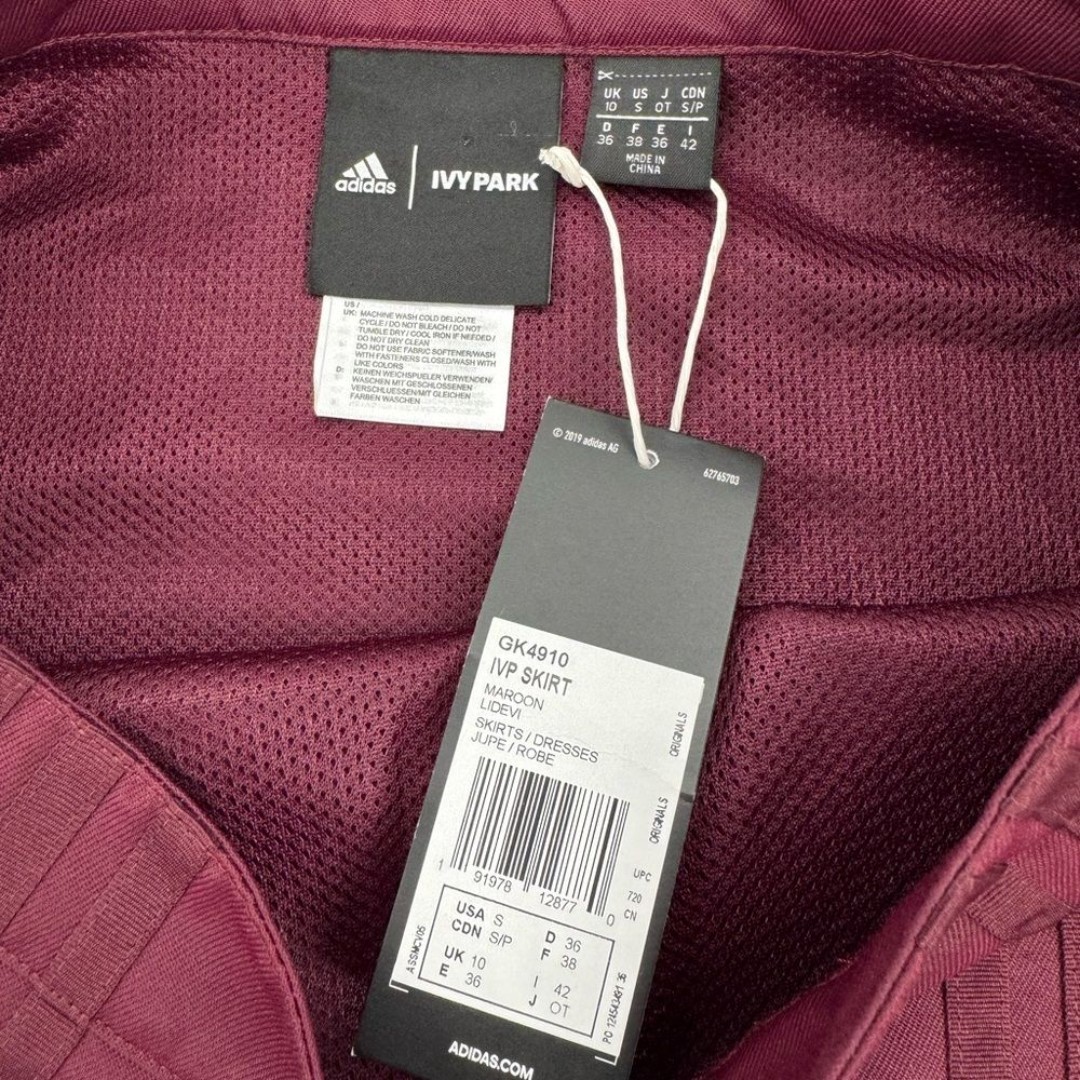 adidas
IVY PARK
UK US J CDN
10 S OT S/P
D F E I
36 38 36 42
MADE IN
CHINA
US /
UK: MACHINE WASH COLD DELICATE
CYCLE / DO NOT BLEACH / DO NOT
TUMBLE DRY / COOL IRON IF NEEDED /
DO NOT DRY CLEAN
DO NOT USE FABRIC SOFTENER/WASH
WITH FASTENERS CLOSED/WASH WITH
LIKE COLORS
D: KEINEN WEICHSPUELER VERWENDEN/
WASCHEN MIT GESCHLOSSENEN
VERSCHLUESSEN/MIT GLEICHEN
FARBEN WASCHEN
© 2019 adidas AG
62765703
GK4910
IVP SKIRT
MAROON
LIDEVI
SKIRTS / DRESSES
JUPE / ROBE
ORIGINALS
ORIGINALS
UPC
720
CN
1 91978 12877 0
USA S D 36
CDN S/P F 38
UK 10 I 42
E 36 J OT
A SSMCV05
ADIDAS.COM